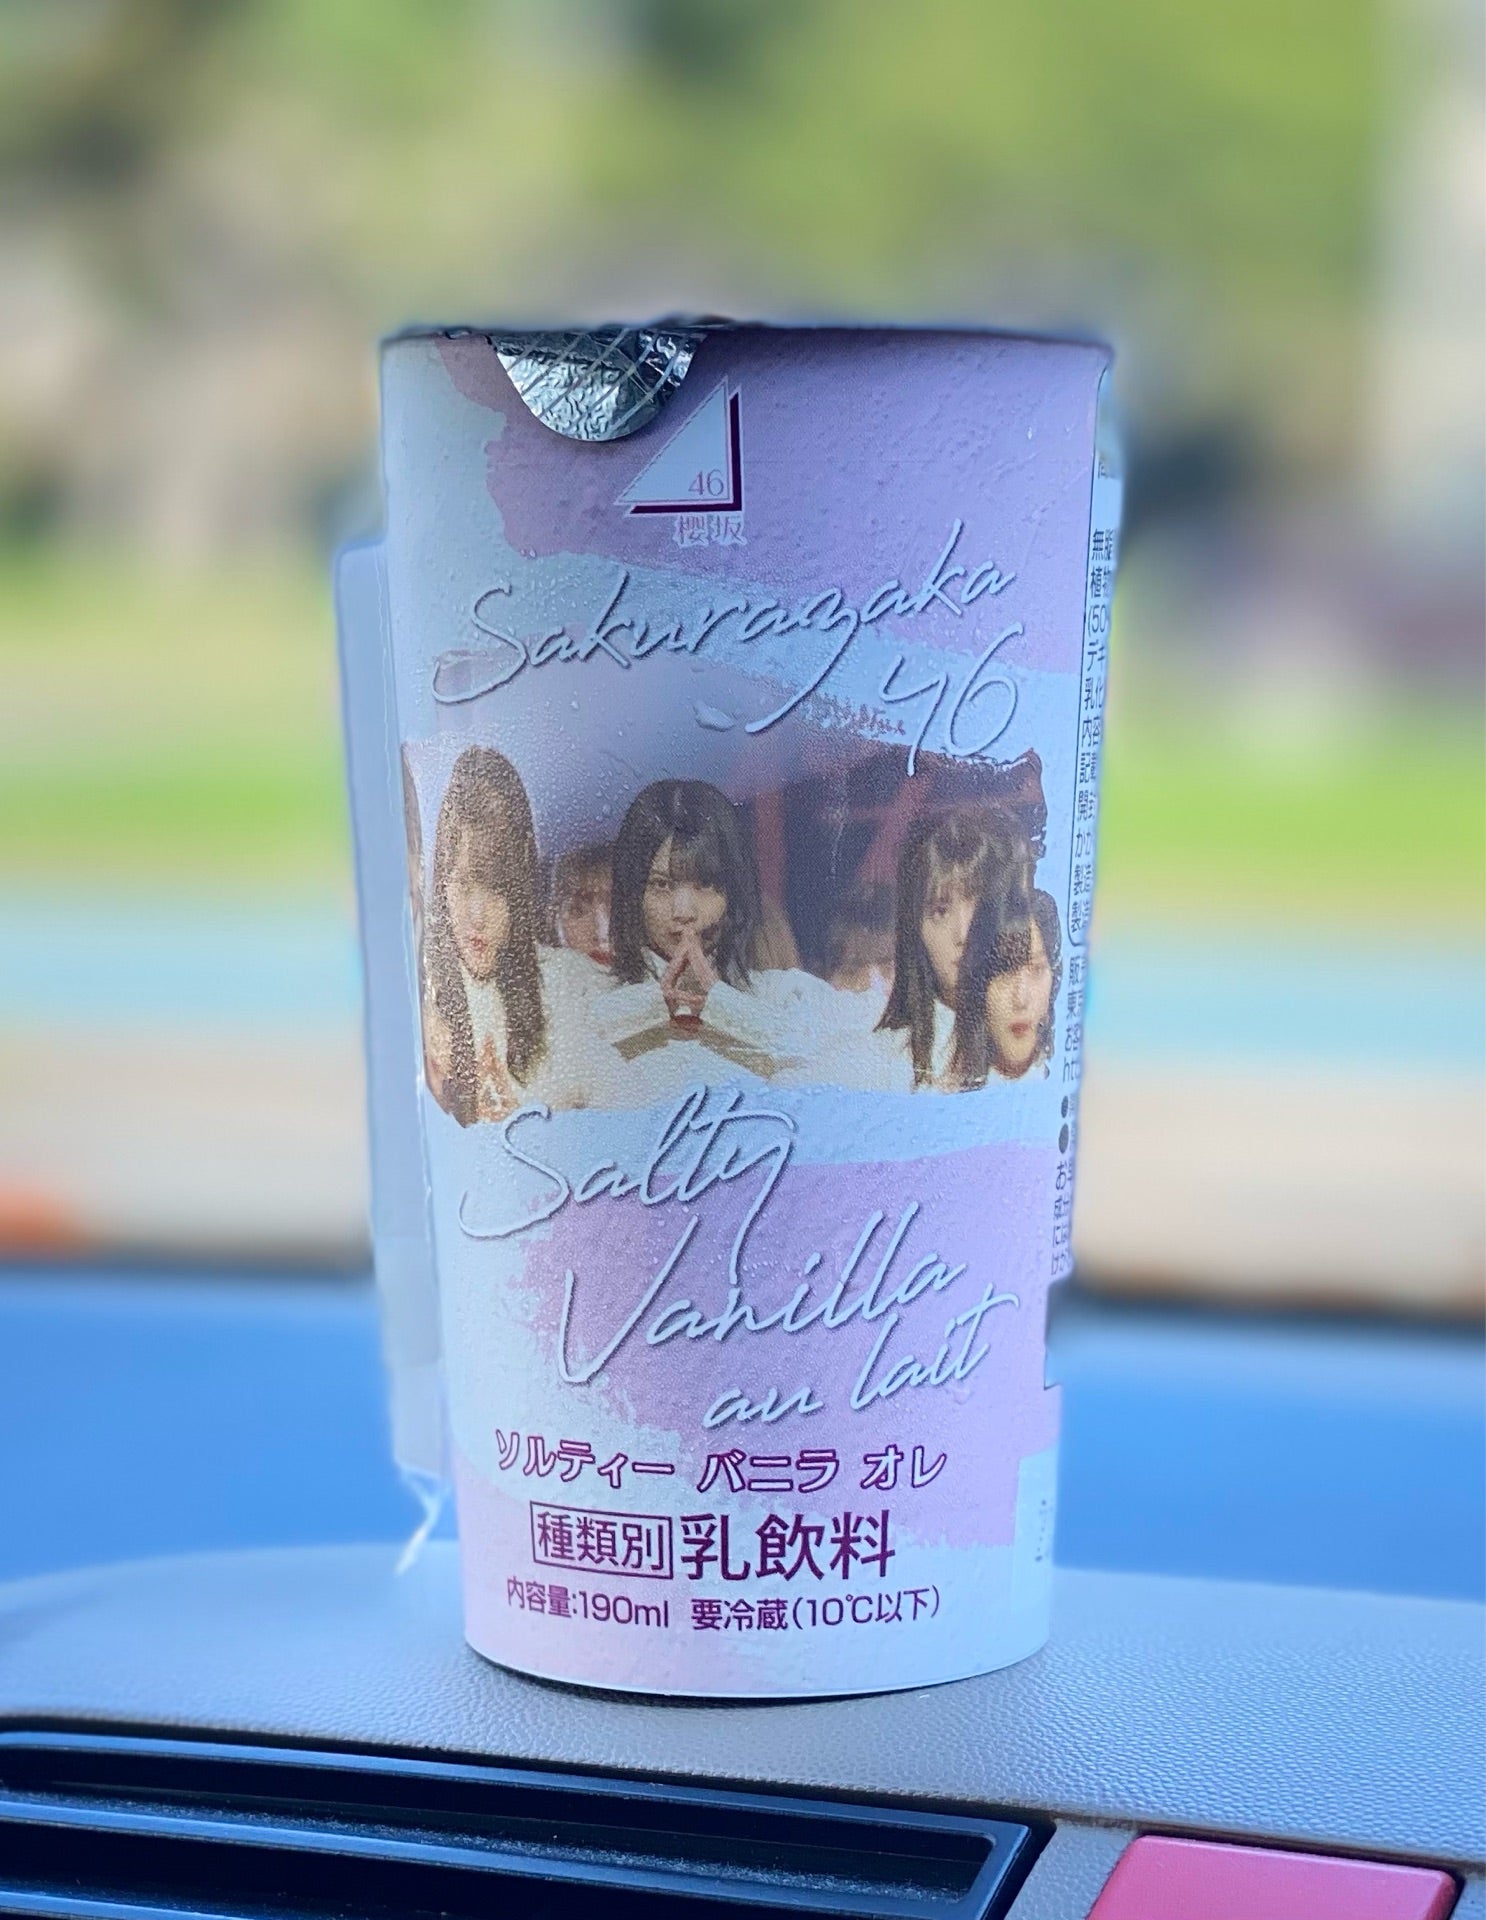 46
櫻坂
Sakurazaka
46
Salty
Vanilla
au lait
ソルティー バニラ オレ
種類別 乳飲料
内容量:190ml 要冷蔵(10℃以下)